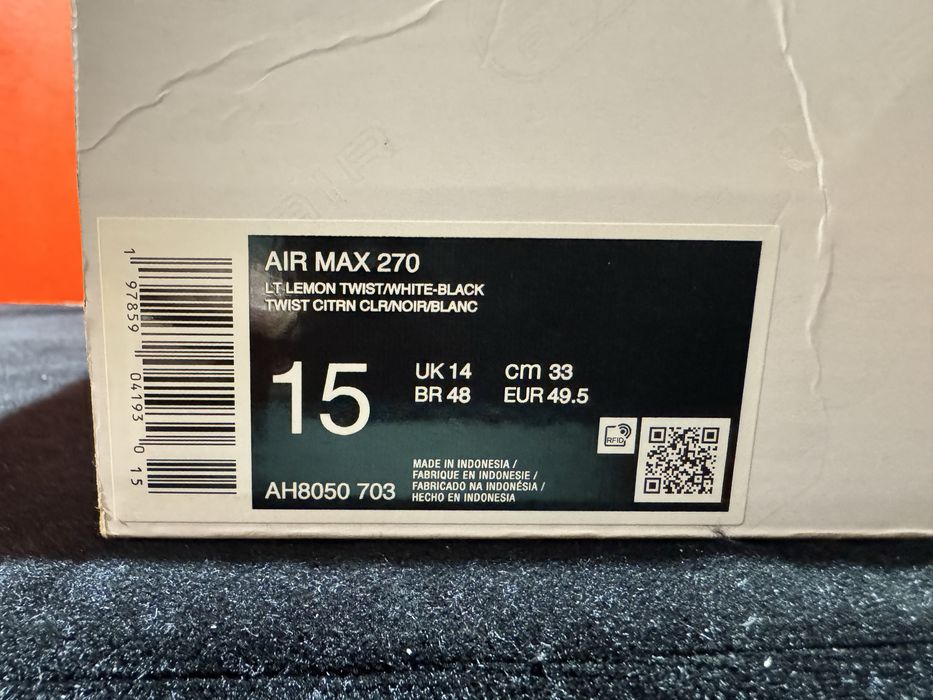 AIR
AIR MAX 270
LT LEMON TWIST/WHITE-BLACK
TWIST CITRN CLR/NOIR/BLANC
15
UK 14 cm 33
BR 48 EUR 49.5
RFID
AH8050 703
MADE IN INDONESIA /
FABRIQUE EN INDONESIE /
FABRICADO NA INDONÉSIA /
HECHO EN INDONESIA
1 97859 04193 0 15